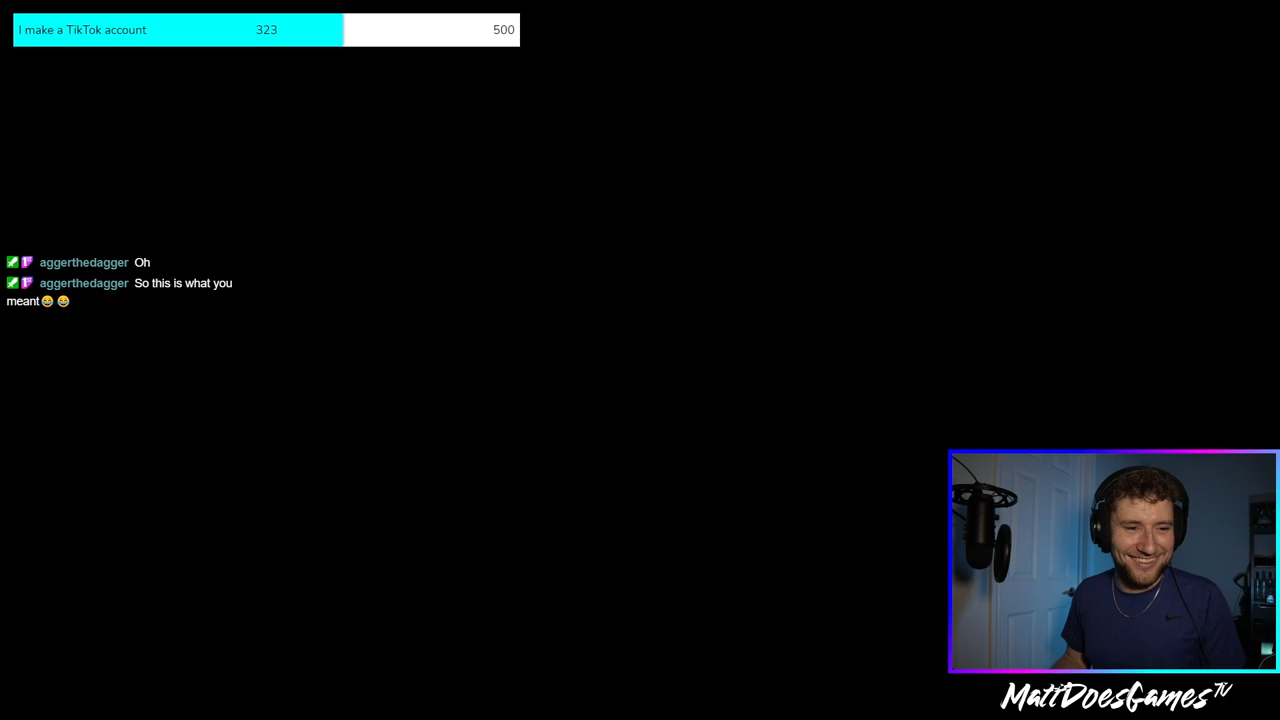 I make a TikTok account 323 500
aggerthedagger Oh
aggerthedagger So this is what you
meant😂 😂
MattDoesGames TV